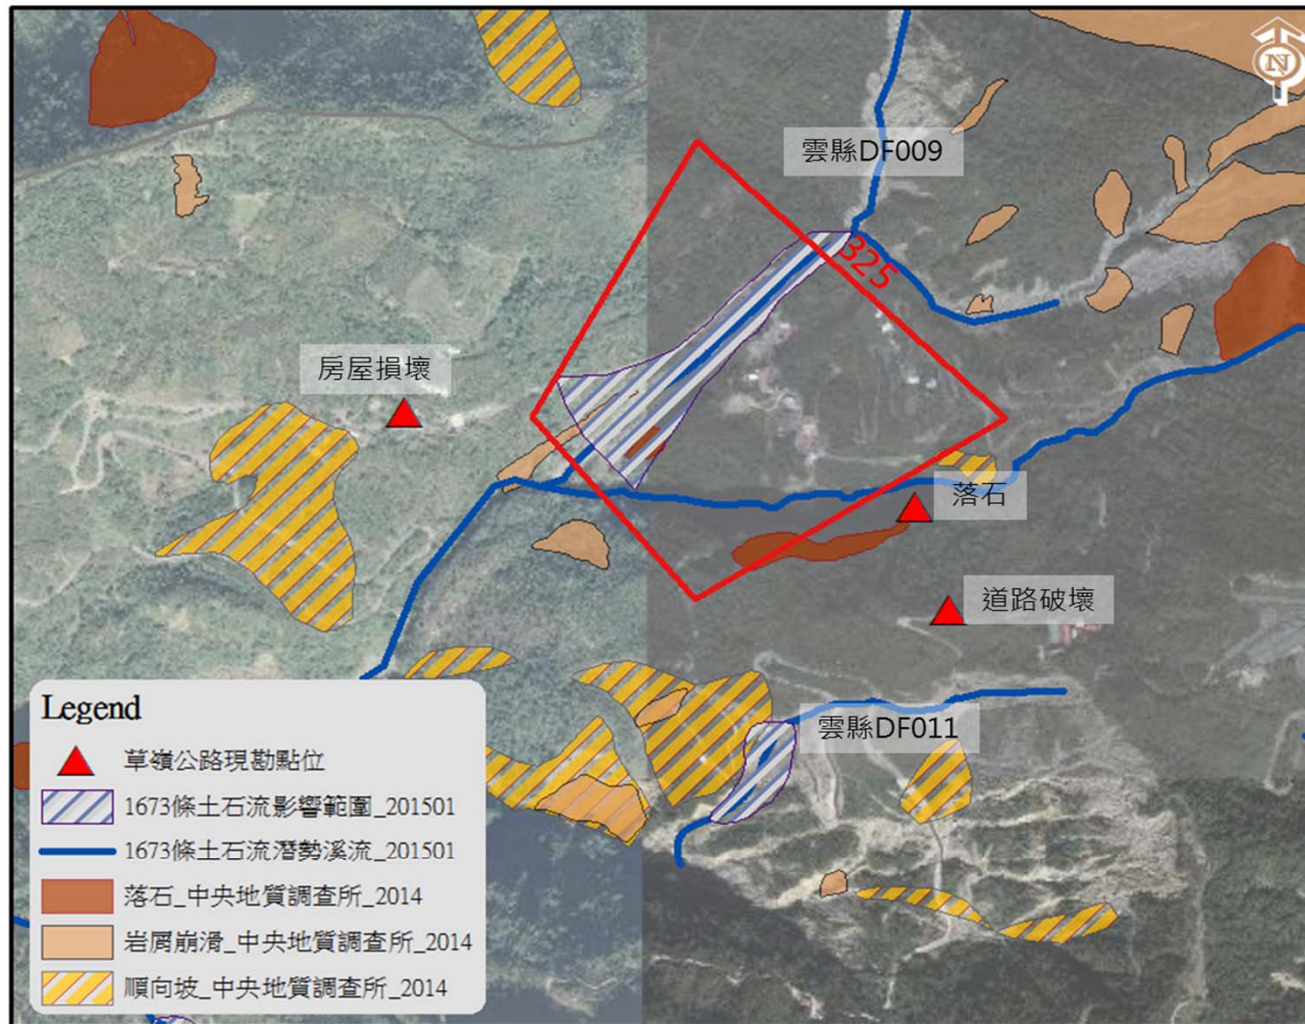 N
雲縣DF009
325
房屋損壞
落石
道路破壞
雲縣DF011
Legend
草嶺公路現勘點位
1673條土石流影響範圍_201501
1673條土石流潛勢溪流_201501
落石_中央地質調查所_2014
岩屑崩滑_中央地質調查所_2014
順向坡_中央地質調查所_2014